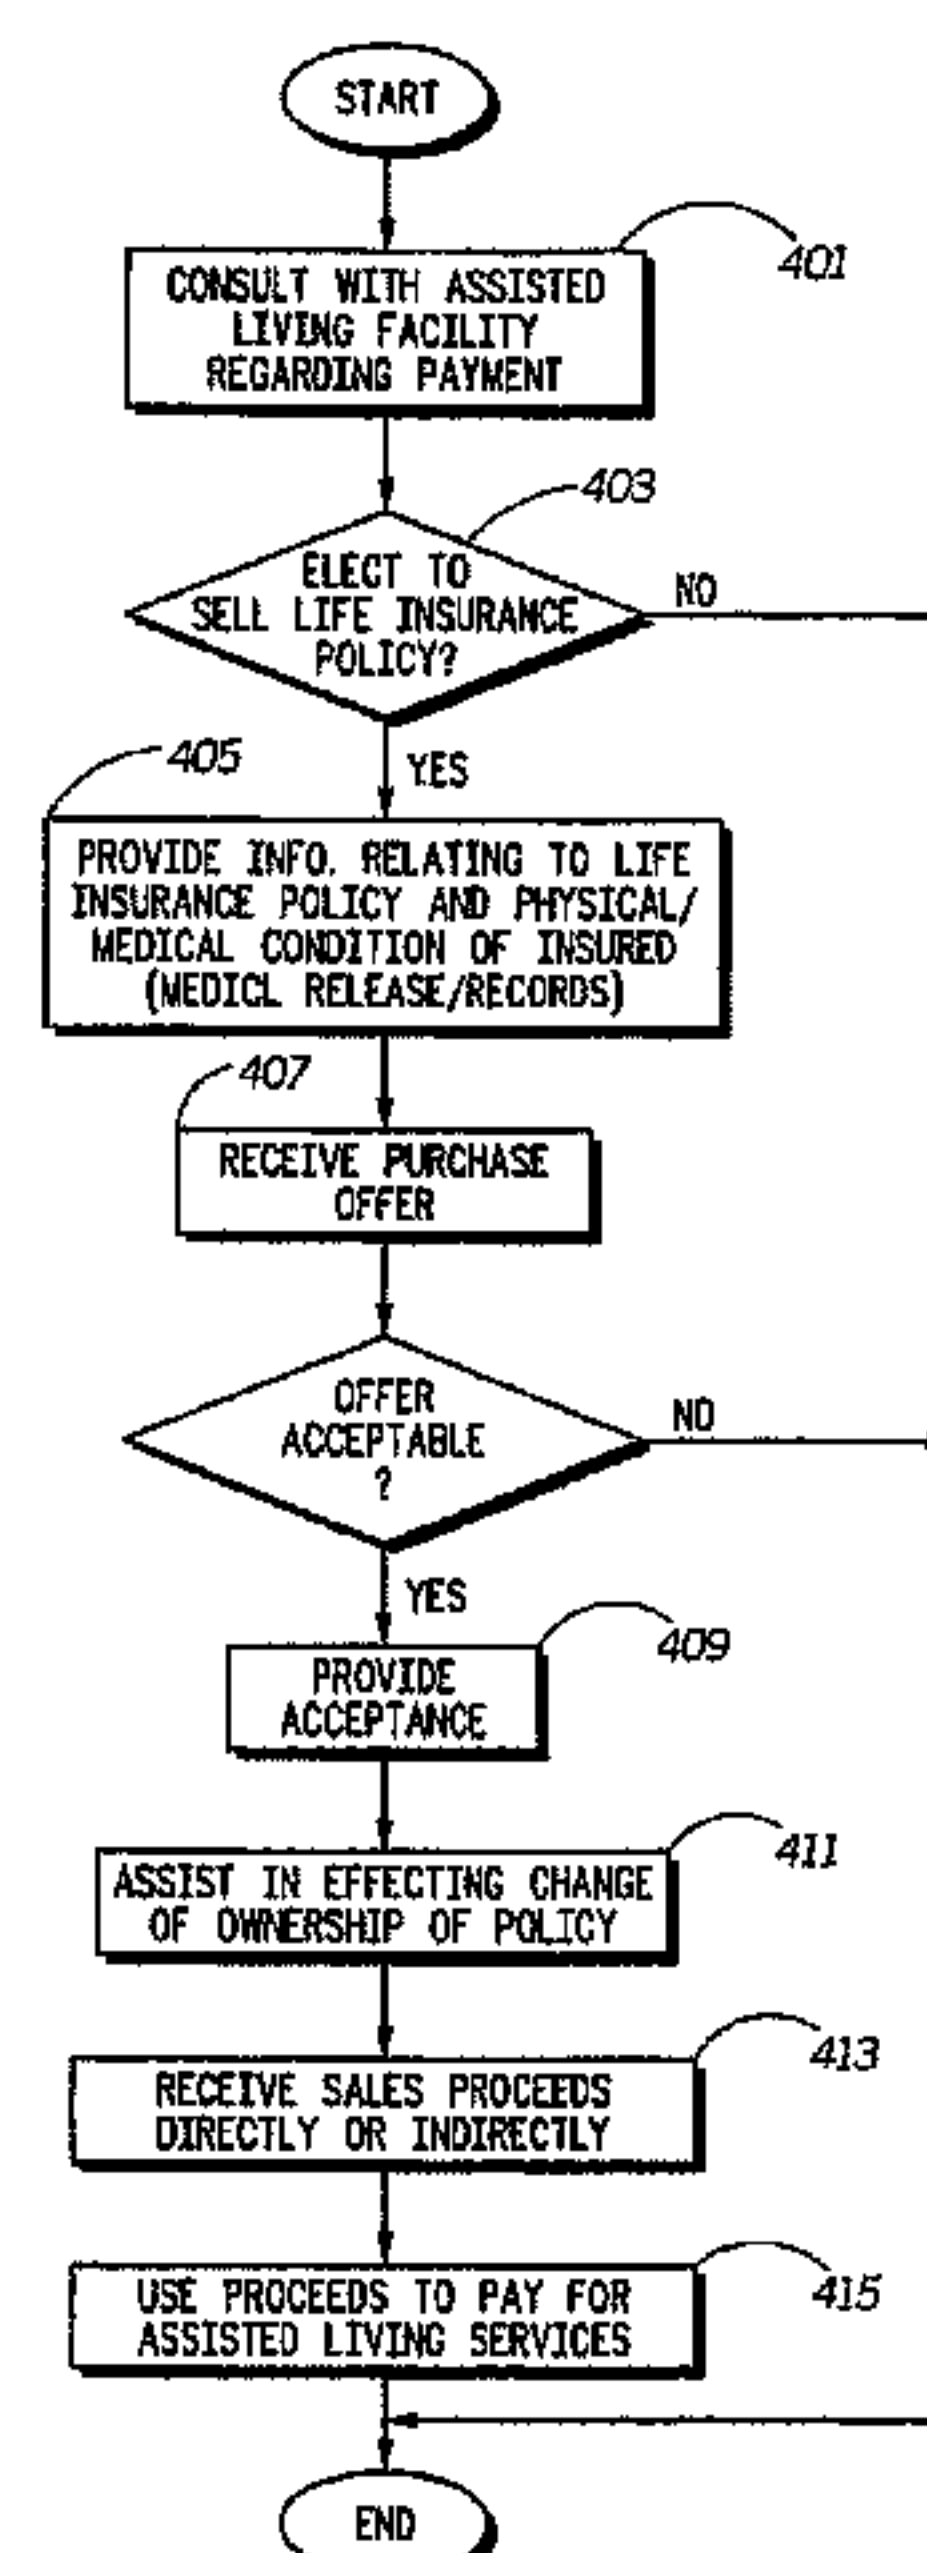 START
401
CONSULT WITH ASSISTED
LIVING FACILITY
REGARDING PAYMENT
403
ELECT TO
SELL LIFE INSURANCE
POLICY?
NO
YES
405
PROVIDE INFO. RELATING TO LIFE
INSURANCE POLICY AND PHYSICAL/
MEDICAL CONDITION OF INSURED
(MEDICL RELEASE/RECORDS)
407
RECEIVE PURCHASE
OFFER
OFFER
ACCEPTABLE
?
NO
YES
409
PROVIDE
ACCEPTANCE
411
ASSIST IN EFFECTING CHANGE
OF OWNERSHIP OF POLICY
413
RECEIVE SALES PROCEEDS
DIRECTLY OR INDIRECTLY
415
USE PROCEEDS TO PAY FOR
ASSISTED LIVING SERVICES
END